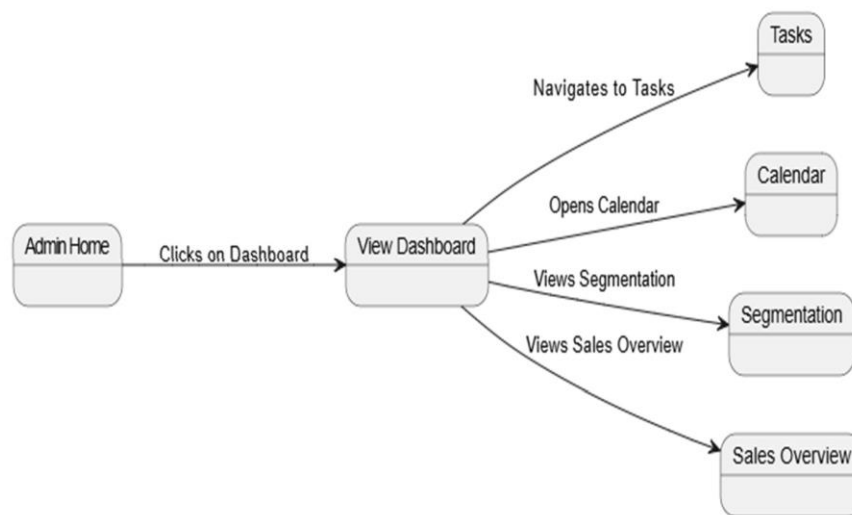 Tasks
Navigates to Tasks
Calendar
Opens Calendar
Admin Home
Clicks on Dashboard
View Dashboard
Views Segmentation
Segmentation
Views Sales Overview
Sales Overview